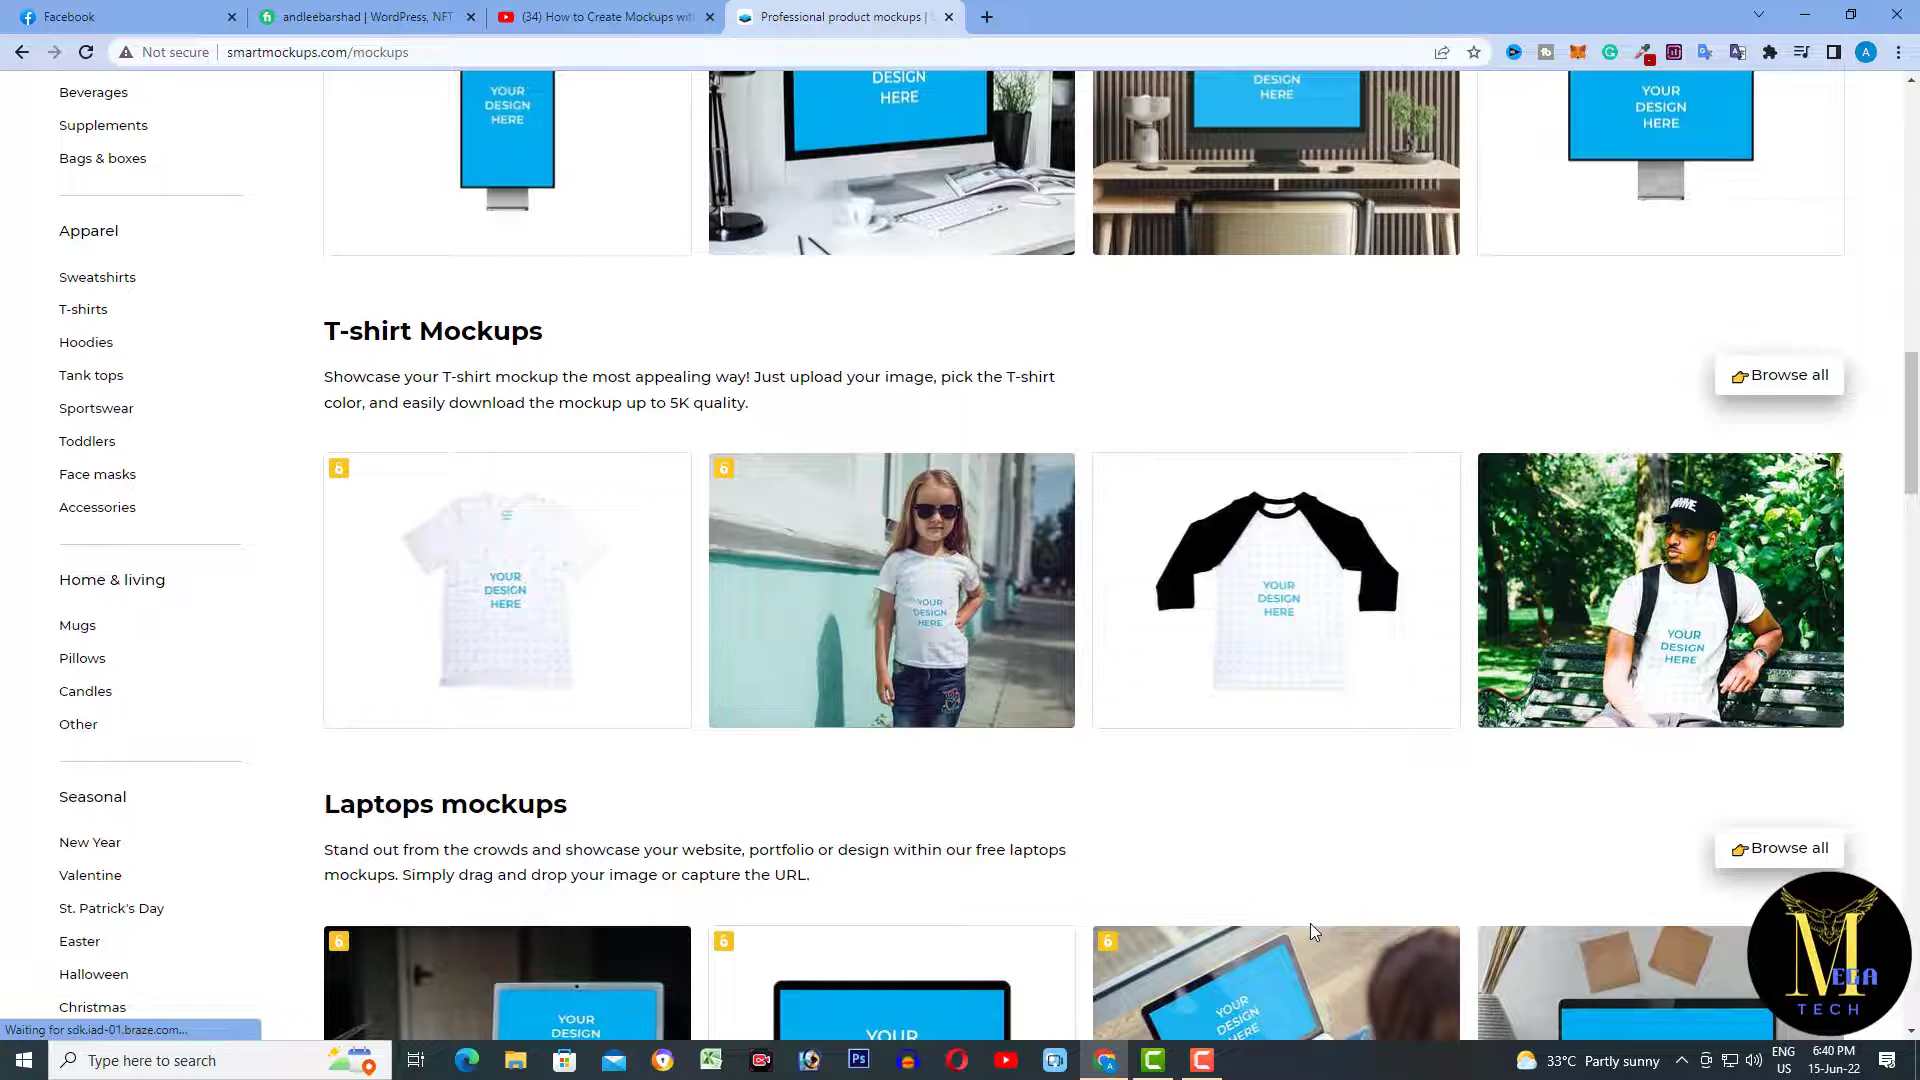 Facebook
andleebarshad | WordPress, NFT
(34) How to Create Mockups wit
Professional product mockups |
Not secure
smartmockups.com/mockups
Beverages
Supplements
Bags & boxes
Apparel
Sweatshirts
T-shirts
Hoodies
Tank tops
Sportswear
Toddlers
Face masks
Accessories
Home & living
Mugs
Pillows
Candles
Other
Seasonal
New Year
Valentine
St. Patrick's Day
Easter
Halloween
Christmas
Waiting for sdk.iad-01.braze.com...
YOUR
DESIGN
HERE
DESIGN
HERE
DESIGN
HERE
YOUR
DESIGN
HERE
T-shirt Mockups
Showcase your T-shirt mockup the most appealing way! Just upload your image, pick the T-shirt
color, and easily download the mockup up to 5K quality.
Browse all
YOUR
DESIGN
HERE
YOUR
DESIGN
HERE
YOUR
DESIGN
HERE
YOUR
DESIGN
HERE
Laptops mockups
Stand out from the crowds and showcase your website, portfolio or design within our free laptops
mockups. Simply drag and drop your image or capture the URL.
Browse all
YOUR
DESIGN
YOUR
YOUR
DESIGN
HERE
MEGA
TECH
Type here to search
Ps
33°C Partly sunny
ENG
US
6:40 PM
15-Jun-22